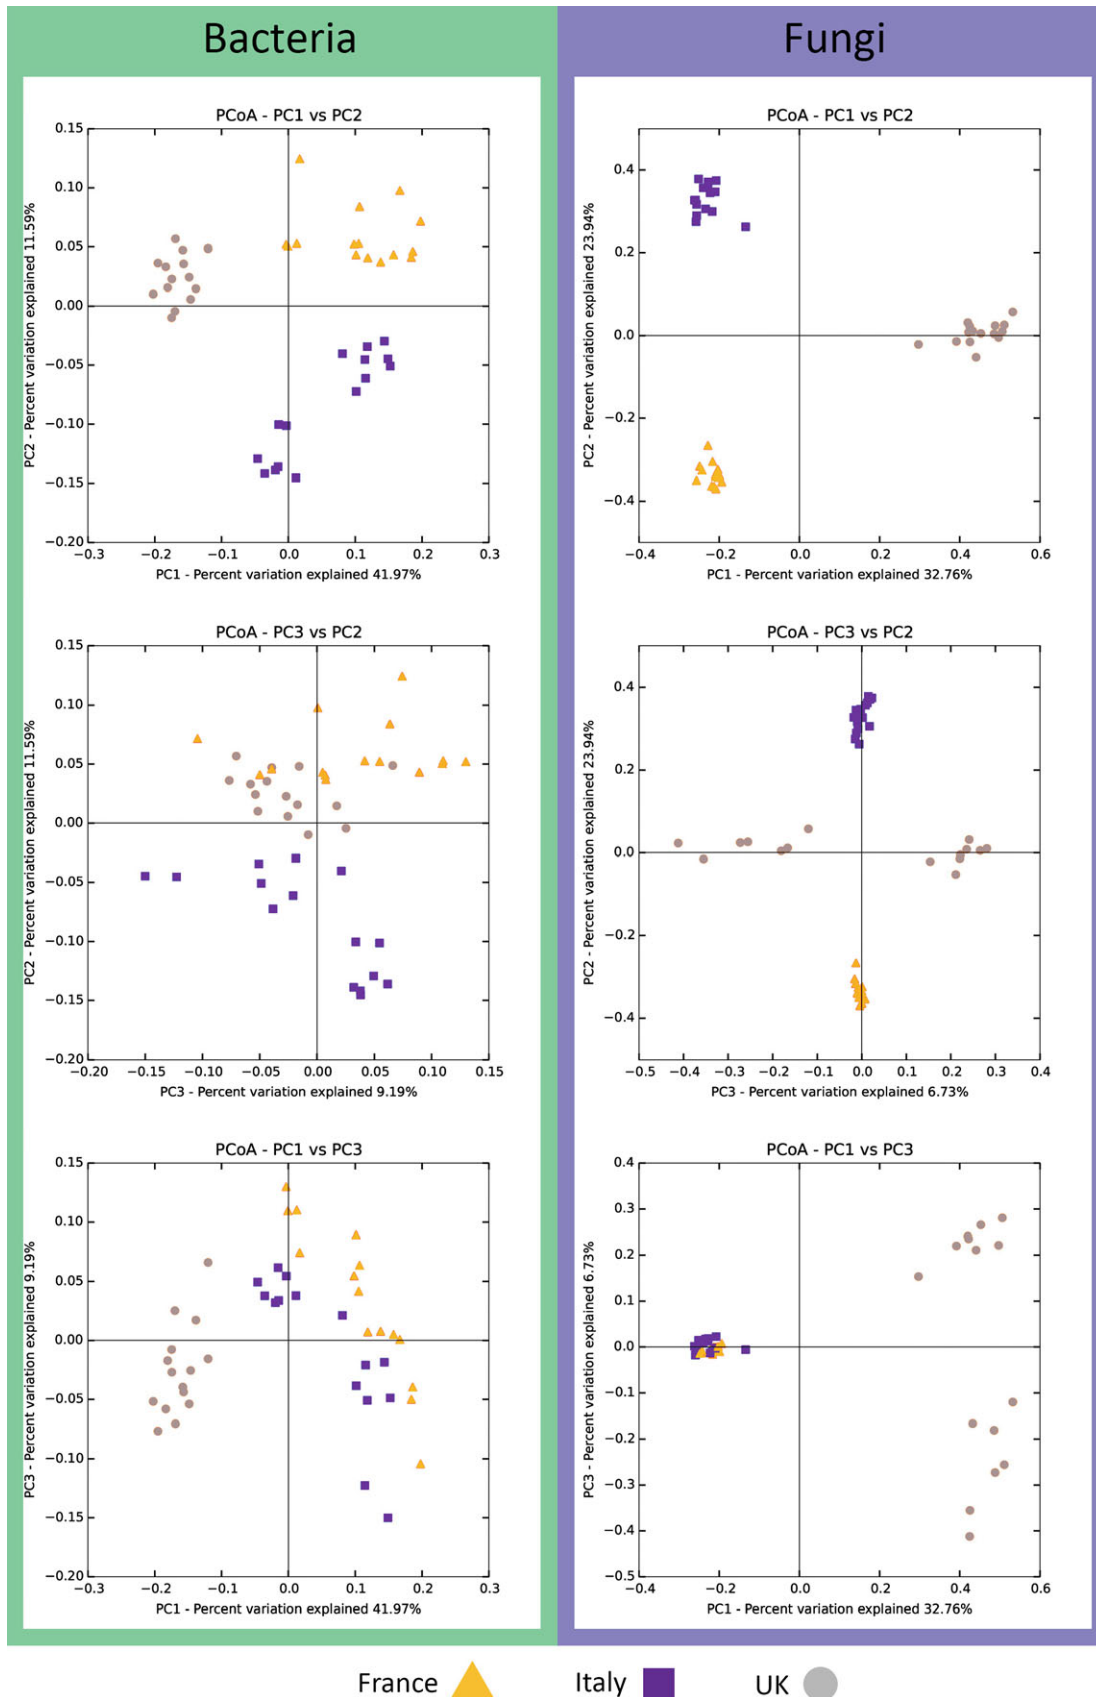 Bacteria
Fungi
PCoA - PC1 vs PC2
0.15
0.10
0.05
0.00
−0.05
−0.10
−0.15
−0.20
−0.3 −0.2 −0.1 0.0 0.1 0.2 0.3
PC2 - Percent variation explained 11.59%
PC1 - Percent variation explained 41.97%
PCoA - PC1 vs PC2
0.4
0.2
0.0
−0.2
−0.4
−0.4 −0.2 0.0 0.2 0.4 0.6
PC2 - Percent variation explained 23.94%
PC1 - Percent variation explained 32.76%
PCoA - PC3 vs PC2
0.15
0.10
0.05
0.00
−0.05
−0.10
−0.15
−0.20
−0.20 −0.15 −0.10 −0.05 0.00 0.05 0.10 0.15
PC2 - Percent variation explained 11.59%
PC3 - Percent variation explained 9.19%
PCoA - PC3 vs PC2
0.4
0.2
0.0
−0.2
−0.4
−0.5 −0.4 −0.3 −0.2 −0.1 0.0 0.1 0.2 0.3 0.4
PC2 - Percent variation explained 23.94%
PC3 - Percent variation explained 6.73%
PCoA - PC1 vs PC3
0.15
0.10
0.05
0.00
−0.05
−0.10
−0.15
−0.20
−0.3 −0.2 −0.1 0.0 0.1 0.2 0.3
PC3 - Percent variation explained 9.19%
PC1 - Percent variation explained 41.97%
PCoA - PC1 vs PC3
0.4
0.3
0.2
0.1
0.0
−0.1
−0.2
−0.3
−0.4
−0.5
−0.4 −0.2 0.0 0.2 0.4 0.6
PC3 - Percent variation explained 6.73%
PC1 - Percent variation explained 32.76%
France Italy UK